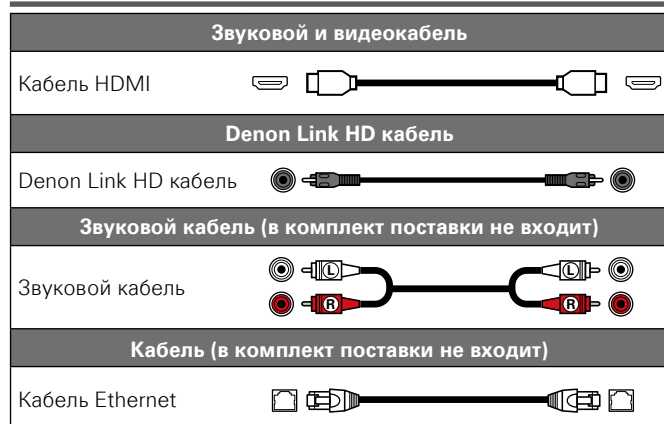 Звуковой и видеокабель
Кабель HDMI
Denon Link HD кабель
Denon Link HD кабель
Звуковой кабель (в комплект поставки не входит)
L L
Звуковой кабель
R R
Кабель (в комплект поставки не входит)
Кабель Ethernet